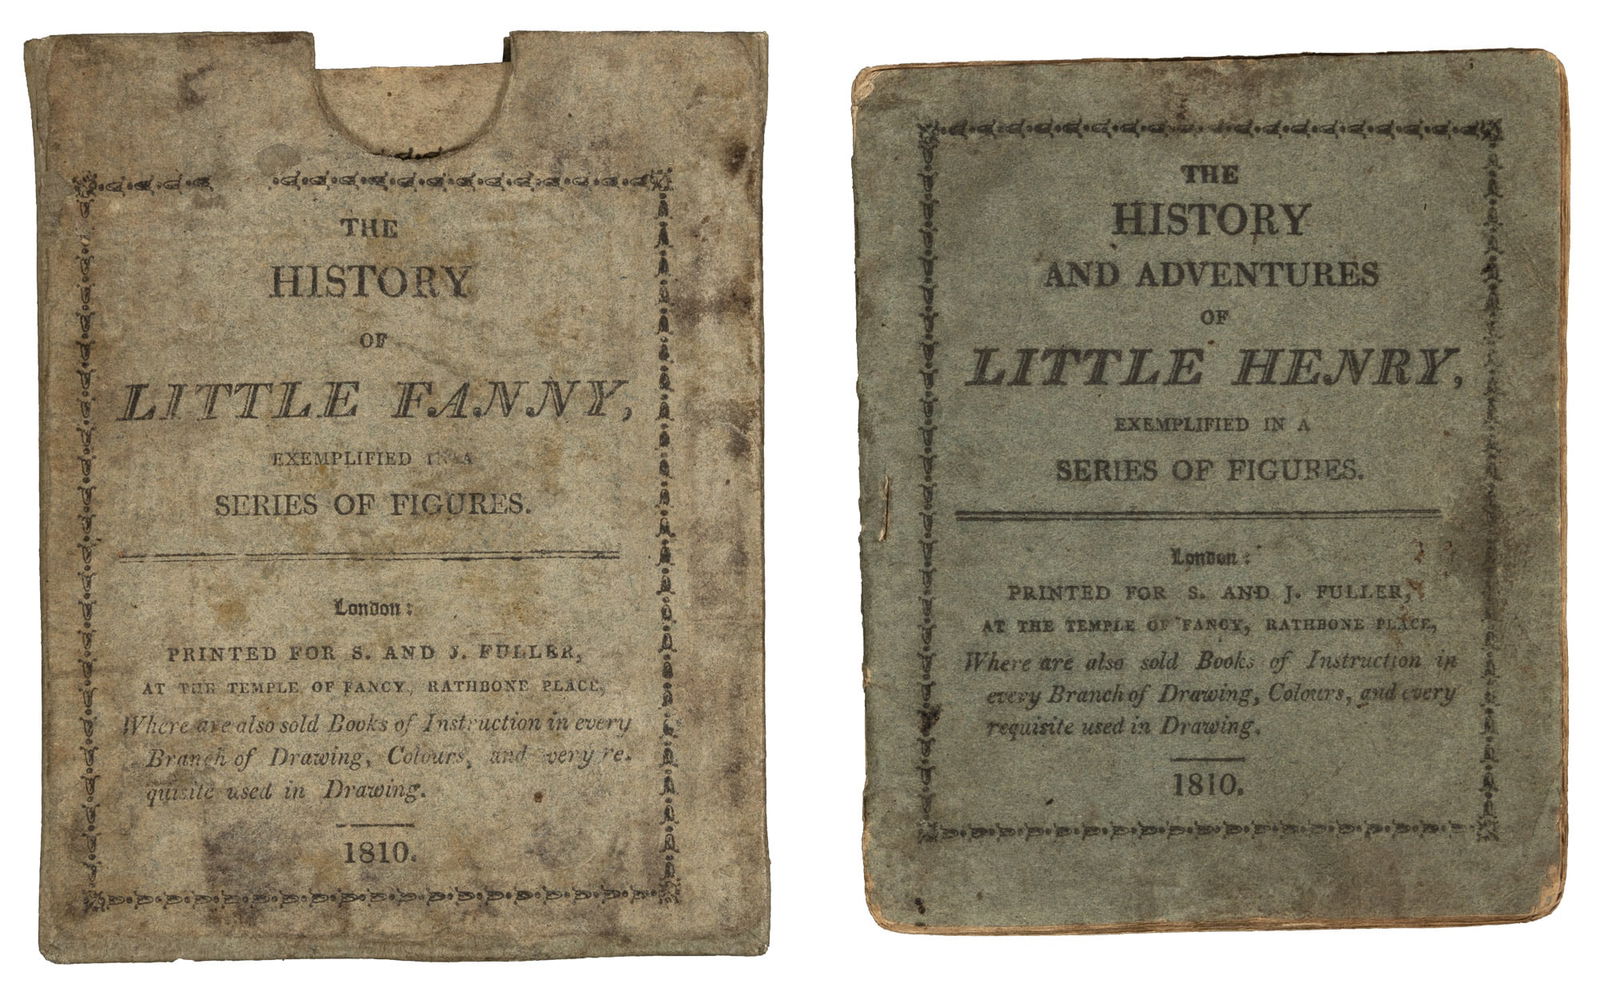 THE
HISTORY
OF
LITTLE FANNY,
EXEMPLIFIED IN A
SERIES OF FIGURES.
London:
PRINTED FOR S. AND J. FULLER,
AT THE TEMPLE OF FANCY, RATHBONE PLACE,
Where are also sold Books of Instruction in every
Branch of Drawing, Colours, and very re-
quisite used in Drawing.
1810.
THE
HISTORY
AND ADVENTURES
OF
LITTLE HENRY,
EXEMPLIFIED IN A
SERIES OF FIGURES.
London:
PRINTED FOR S. AND J. FULLER,
AT THE TEMPLE OF FANCY, RATHBONE PLACE,
Where are also sold Books of Instruction in
every Branch of Drawing, Colours, and every
requisite used in Drawing.
1810.